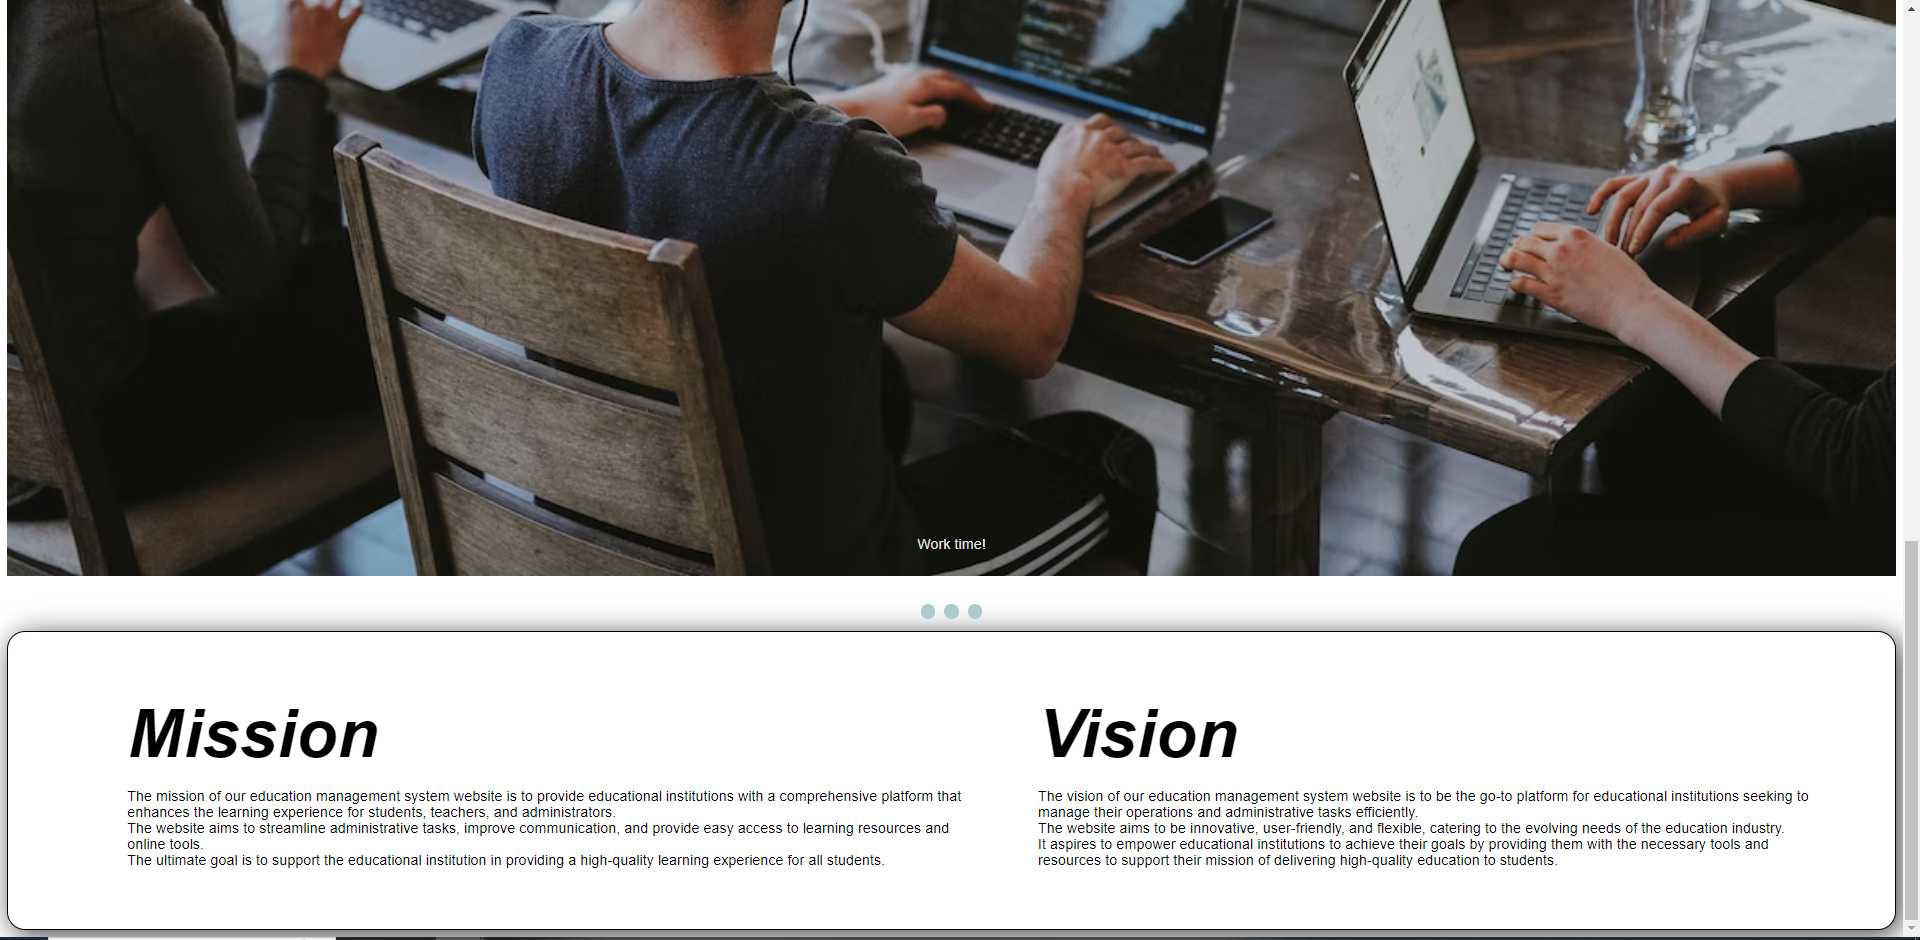 Work time!
Mission
The mission of our education management system website is to provide educational institutions with a comprehensive platform that
enhances the learning experience for students, teachers, and administrators.
The website aims to streamline administrative tasks, improve communication, and provide easy access to learning resources and
online tools.
The ultimate goal is to support the educational institution in providing a high-quality learning experience for all students.
Vision
The vision of our education management system website is to be the go-to platform for educational institutions seeking to
manage their operations and administrative tasks efficiently.
The website aims to be innovative, user-friendly, and flexible, catering to the evolving needs of the education industry.
It aspires to empower educational institutions to achieve their goals by providing them with the necessary tools and
resources to support their mission of delivering high-quality education to students.